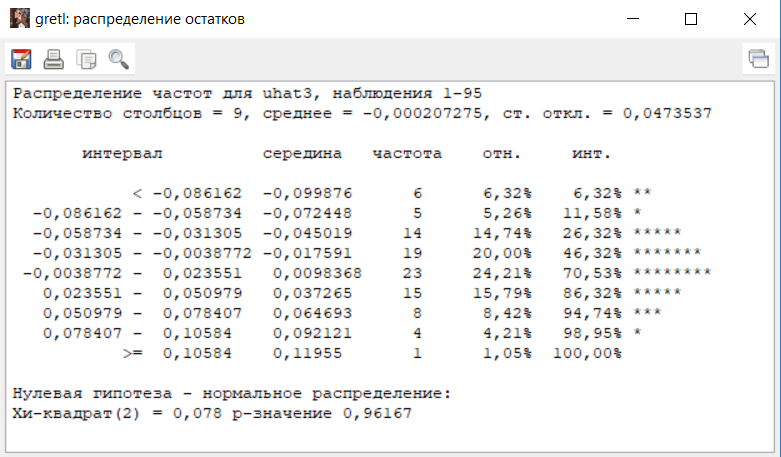 gretl: распределение остатков
Распределение частот для uhat3, наблюдения 1-95
Количество столбцов = 9, среднее = -0,000207275, ст. откл. = 0,0473537
интервал середина частота отн. инт.
< -0,086162 -0,099876 6 6,32% 6,32% **
-0,086162 - -0,058734 -0,072448 5 5,26% 11,58% *
-0,058734 - -0,031305 -0,045019 14 14,74% 26,32% *****
-0,031305 - -0,0038772 -0,017591 19 20,00% 46,32% *******
-0,0038772 - 0,023551 0,0098368 23 24,21% 70,53% ********
0,023551 - 0,050979 0,037265 15 15,79% 86,32% *****
0,050979 - 0,078407 0,064693 8 8,42% 94,74% ***
0,078407 - 0,10584 0,092121 4 4,21% 98,95% *
>= 0,10584 0,11955 1 1,05% 100,00%
Нулевая гипотеза - нормальное распределение:
Хи-квадрат(2) = 0,078 p-значение 0,96167